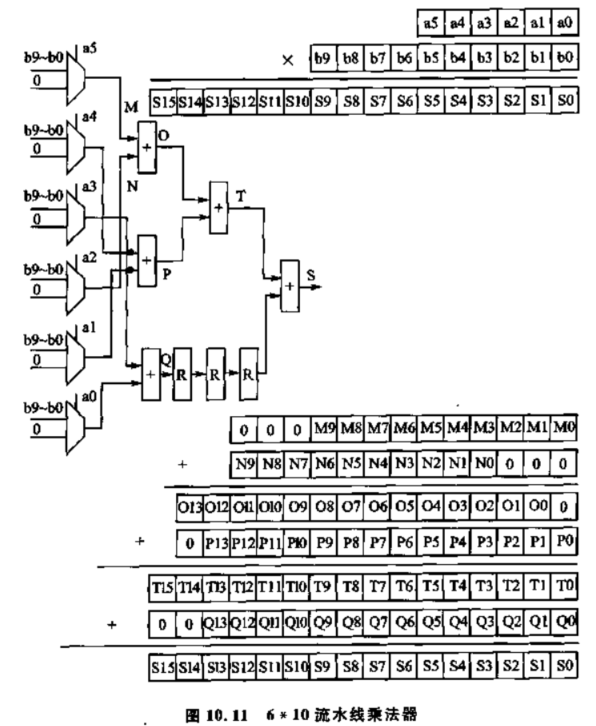 a5 a4 a3 a2 a1 a0
× b9 b8 b7 b6 b5 b4 b3 b2 b1 b0
S15 S14 S13 S12 S11 S10 S9 S8 S7 S6 S5 S4 S3 S2 S1 S0
a5
b9~b0
0
M
a4
b9~b0
0
+
O
N
a3
b9~b0
0
+
T
a2
b9~b0
0
+
P
+
S
a1
b9~b0
0
+
Q
R
R
R
a0
b9~b0
0
0 0 0 M9 M8 M7 M6 M5 M4 M3 M2 M1 M0
+ N9 N8 N7 N6 N5 N4 N3 N2 N1 N0 0 0 0
O13 O12 O11 O10 O9 O8 O7 O6 O5 O4 O3 O2 O1 O0 0
+ 0 P13 P12 P11 P10 P9 P8 P7 P6 P5 P4 P3 P2 P1 P0
T15 T14 T13 T12 T11 T10 T9 T8 T7 T6 T5 T4 T3 T2 T1 T0
+ 0 0 Q13 Q12 Q11 Q10 Q9 Q8 Q7 Q6 Q5 Q4 Q3 Q2 Q1 Q0
S15 S14 S13 S12 S11 S10 S9 S8 S7 S6 S5 S4 S3 S2 S1 S0
图 10.11 6 * 10 流水线乘法器